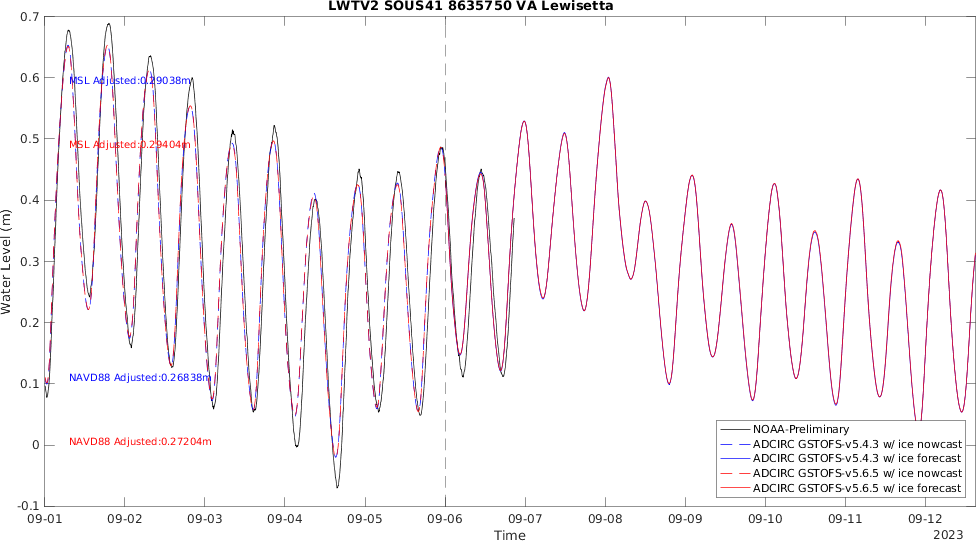 LWTV2 SOUS41 8635750 VA Lewisetta
0.7
0.6
0.5
0.4
0.3
0.2
0.1
0
-0.1
Water Level (m)
MSL Adjusted:0.29038m
MSL Adjusted:0.29404m
NAVD88 Adjusted:0.26838m
NAVD88 Adjusted:0.27204m
NOAA-Preliminary
ADCIRC GSTOFS-v5.4.3 w/ ice nowcast
ADCIRC GSTOFS-v5.4.3 w/ ice forecast
ADCIRC GSTOFS-v5.6.5 w/ ice nowcast
ADCIRC GSTOFS-v5.6.5 w/ ice forecast
09-01 09-02 09-03 09-04 09-05 09-06 09-07 09-08 09-09 09-10 09-11 09-12
Time
2023